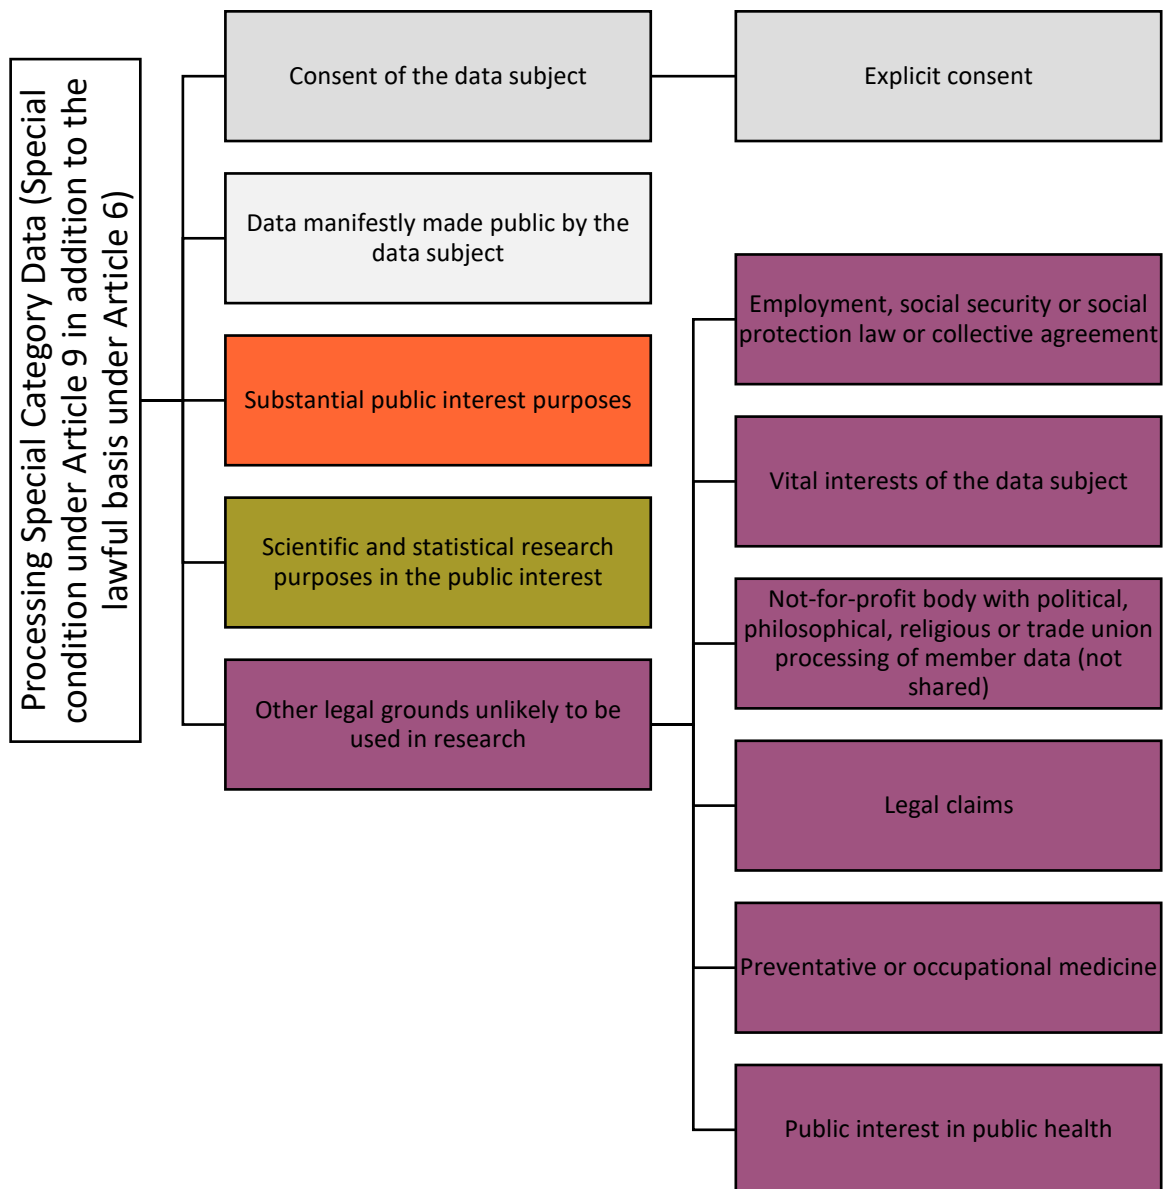 Processing Special Category Data (Special
condition under Article 9 in addition to the
lawful basis under Article 6)
Consent of the data subject
Explicit consent
Data manifestly made public by the
data subject
Substantial public interest purposes
Scientific and statistical research
purposes in the public interest
Other legal grounds unlikely to be
used in research
Employment, social security or social
protection law or collective agreement
Vital interests of the data subject
Not-for-profit body with political,
philosophical, religious or trade union
processing of member data (not
shared)
Legal claims
Preventative or occupational medicine
Public interest in public health